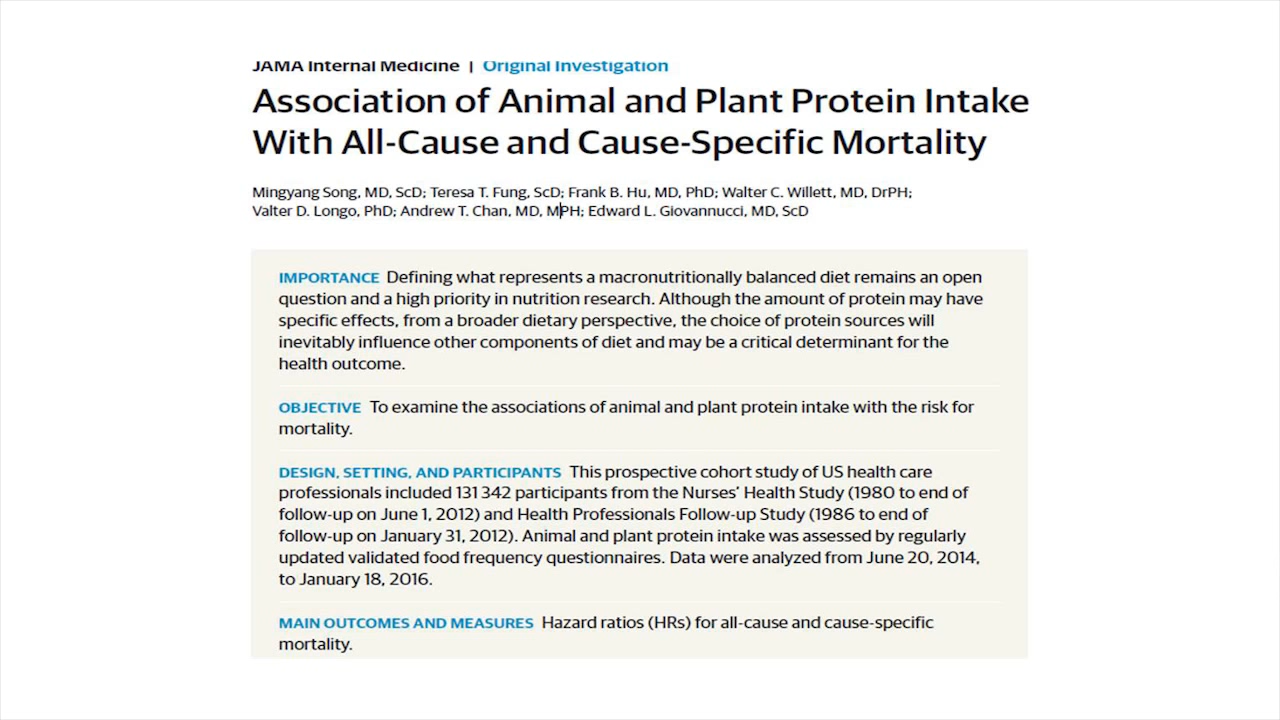 JAMA Internal Medicine | Original Investigation
Association of Animal and Plant Protein Intake
With All-Cause and Cause-Specific Mortality
Mingyang Song, MD, ScD; Teresa T. Fung, ScD; Frank B. Hu, MD, PhD; Walter C. Willett, MD, DrPH;
Valter D. Longo, PhD; Andrew T. Chan, MD, MPH; Edward L. Giovannucci, MD, ScD
IMPORTANCE Defining what represents a macronutritionally balanced diet remains an open
question and a high priority in nutrition research. Although the amount of protein may have
specific effects, from a broader dietary perspective, the choice of protein sources will
inevitably influence other components of diet and may be a critical determinant for the
health outcome.
OBJECTIVE To examine the associations of animal and plant protein intake with the risk for
mortality.
DESIGN, SETTING, AND PARTICIPANTS This prospective cohort study of US health care
professionals included 131 342 participants from the Nurses' Health Study (1980 to end of
follow-up on June 1, 2012) and Health Professionals Follow-up Study (1986 to end of
follow-up on January 31, 2012). Animal and plant protein intake was assessed by regularly
updated validated food frequency questionnaires. Data were analyzed from June 20, 2014,
to January 18, 2016.
MAIN OUTCOMES AND MEASURES Hazard ratios (HRs) for all-cause and cause-specific
mortality.